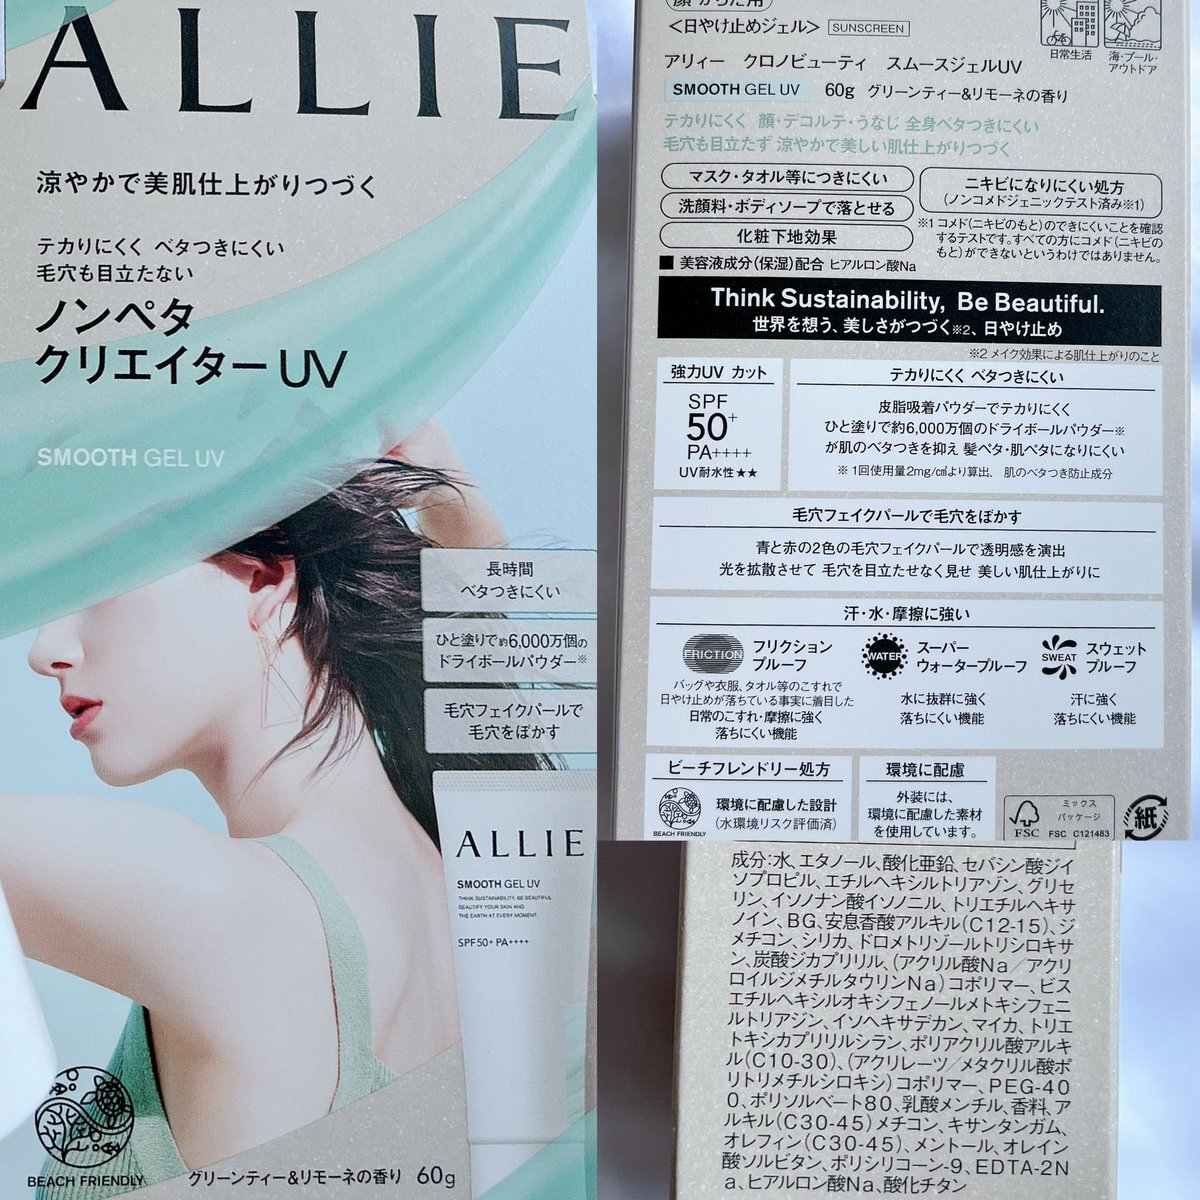 ALLIE
涼やかで美肌仕上がりつづく
テカりにくく ベタつきにくい
毛穴も目立たない
ノンペタ
クリエイターUV
SMOOTH GEL UV
長時間
ベタつきにくい
ひと塗りで約6,000万個の
ドライボールパウダー※
毛穴フェイクパールで
毛穴をぼかす
ALLIE
SMOOTH GEL UV
THINK SUSTAINABILITY, BE BEAUTIFUL.
BEAUTIFY YOUR SKIN AND
THE EARTH AT EVERY MOMENT.
SPF50+ PA++++
BEACH FRIENDLY
グリーンティー&リモーネの香り 60g
顔・からだ用
<日やけ止めジェル> SUNSCREEN
日常生活
海・プール・
アウトドア
アリィー クロノビューティ スムースジェルUV
SMOOTH GEL UV 60g グリーンティー&リモーネの香り
テカりにくく 顔・デコルテ・うなじ 全身ベタつきにくい
毛穴も目立たず 涼やかで美しい肌仕上がりつづく
マスク・タオル等につきにくい
洗顔料・ボディソープで落とせる
化粧下地効果
ニキビになりにくい処方
(ノンコメドジェニックテスト済み※1)
※1 コメド(ニキビのもと)のできにくいことを確認
するテストです。すべての方にコメド(ニキビの
もと)ができないというわけではありません。
■ 美容液成分(保湿)配合 ヒアルロン酸Na
Think Sustainability, Be Beautiful.
世界を想う、美しさがつづく※2、日やけ止め
※2 メイク効果による肌仕上がりのこと
強力UV カット
SPF
50+
PA++++
UV耐水性★★
テカりにくく ベタつきにくい
皮脂吸着パウダーでテカりにくく
ひと塗りで約6,000万個のドライボールパウダー※
が肌のベタつきを抑え 髪ペタ・肌ペタになりにくい
※ 1回使用量2mg/㎠より算出、 肌のベタつき防止成分
毛穴フェイクパールで毛穴をぼかす
青と赤の2色の毛穴フェイクパールで透明感を演出
光を拡散させて 毛穴を目立たせなく見せ 美しい肌仕上がりに
汗・水・摩擦に強い
FRICTION フリクション
プルーフ
バッグや衣服、タオル等のこすれで
日やけ止めが落ちている事実に着目した
日常のこすれ・摩擦に強く
落ちにくい機能
WATER スーパー
ウォータープルーフ
水に抜群に強く
落ちにくい機能
SWEAT スウェット
プルーフ
汗に強く
落ちにくい機能
ビーチフレンドリー処方
BEACH FRIENDLY
環境に配慮した設計
(水環境リスク評価済)
環境に配慮
外装には、
環境に配慮した素材
を使用しています。
FSC
ミックス
パッケージ
FSC C121483
紙
成分:水、エタノール、酸化亜鉛、セバシン酸ジイ
ソプロピル、エチルヘキシルトリアゾン、グリセ
リン、イソノナン酸イソノニル、トリエチルヘキサ
ノイン、BG、安息香酸アルキル(C12-15)、ジ
メチコン、シリカ、ドロメトリゾールトリシロキサ
ン、炭酸ジカプリリル、(アクリル酸Na/アクリ
ロイルジメチルタウリンNa)コポリマー、ビス
エチルヘキシルオキシフェノールメトキシフェニ
ルトリアジン、イソヘキサデカン、マイカ、トリエ
トキシカプリリルシラン、ポリアクリル酸アルキ
ル(C10-30)、(アクリレーツ/メタクリル酸ポ
リトリメチルシロキシ)コポリマー、PEG-40
0、ポリソルベート80、乳酸メンチル、香料、ア
ルキル(C30-45)メチコン、キサンタンガム、
オレフィン(C30-45)、メントール、オレイン
酸ソルビタン、ポリシリコーン-9、EDTA-2N
a、ヒアルロン酸Na、酸化チタン